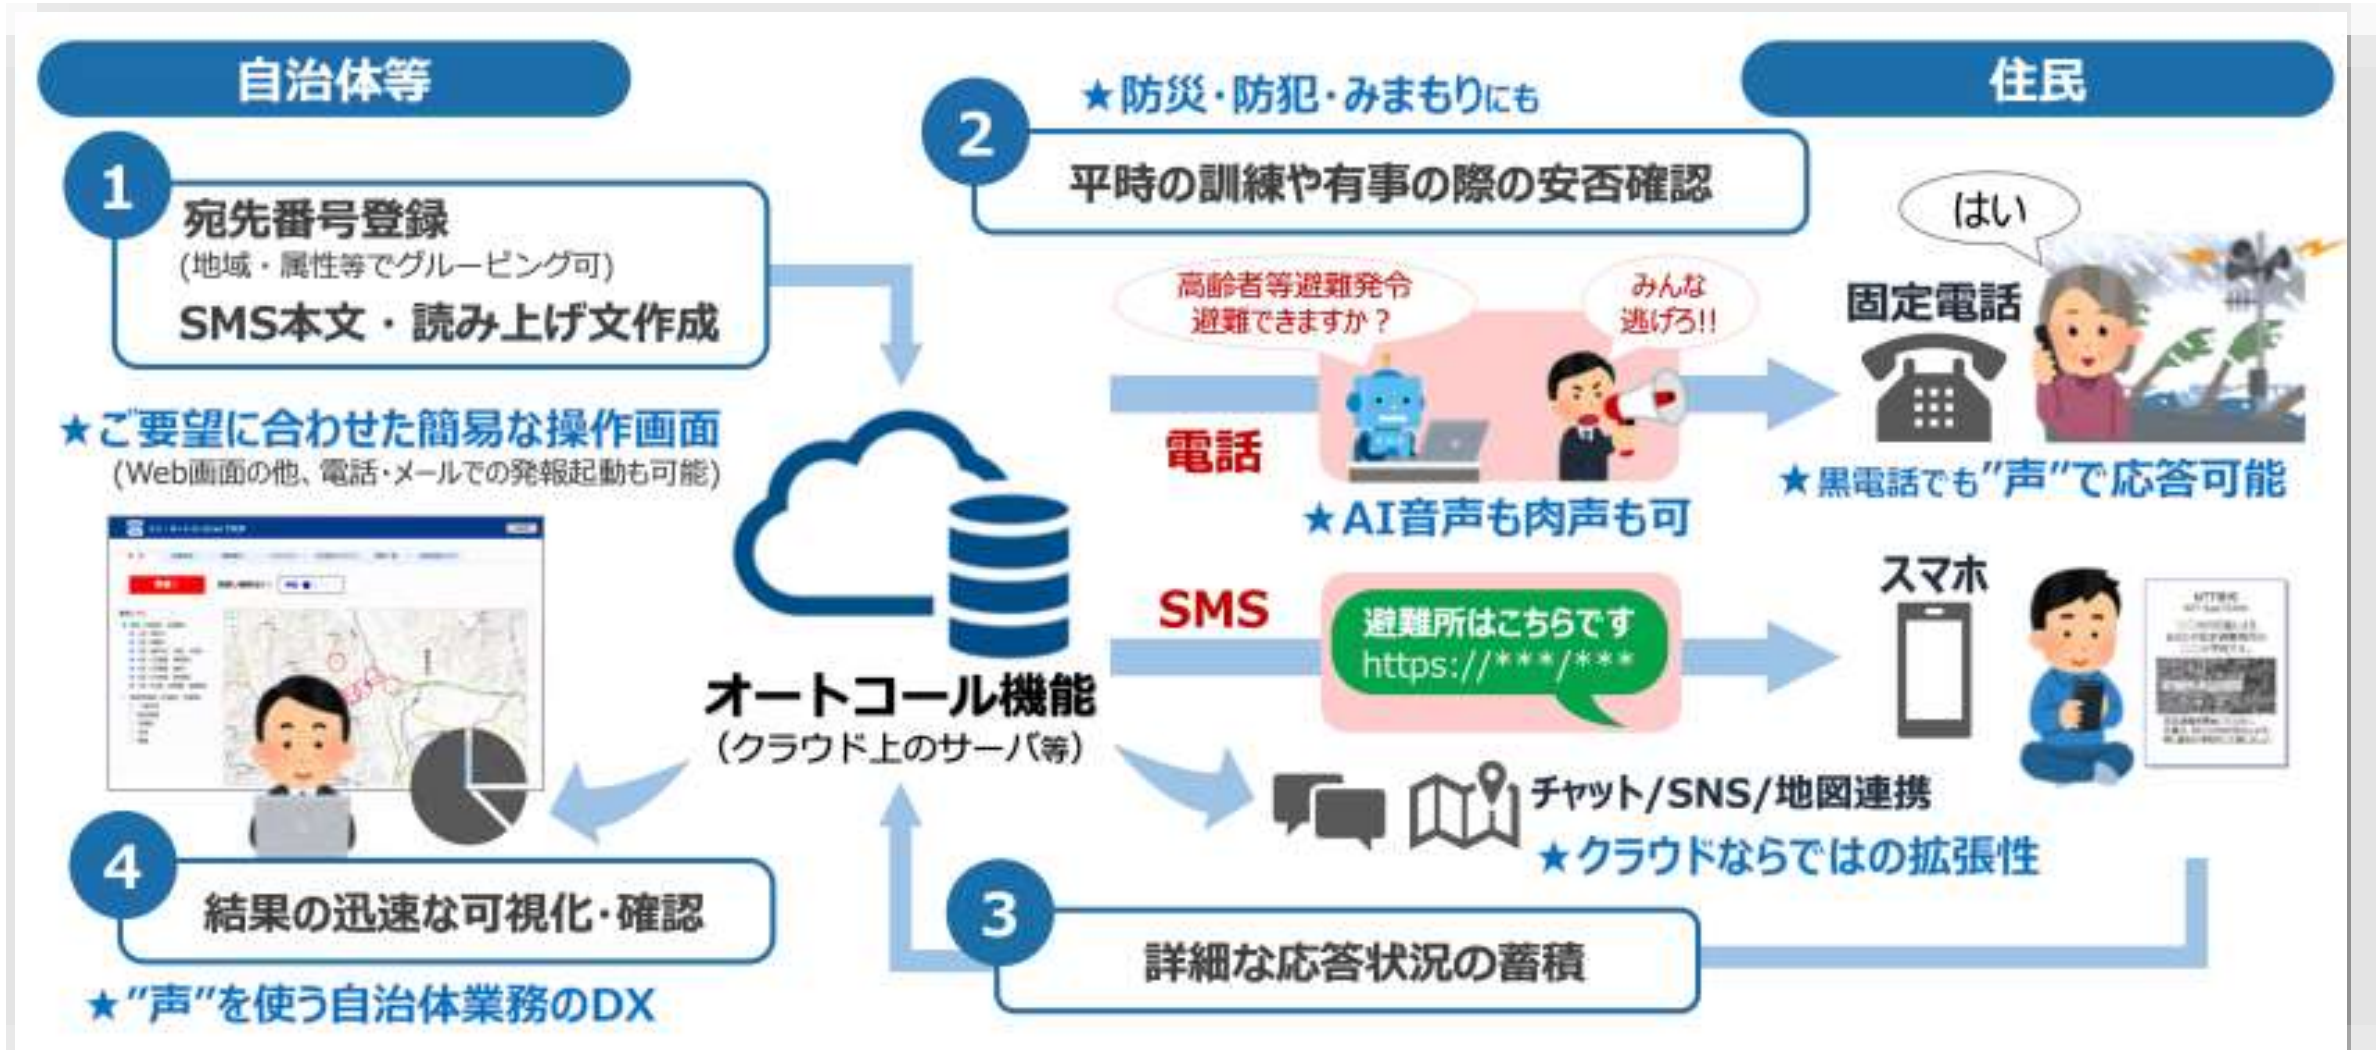 自治体等
住民
1
宛先番号登録
(地域・属性等でグルーピング可)
SMS本文・読み上げ文作成
★ご要望に合わせた簡易な操作画面
(Web画面の他、電話・メールでの発報起動も可能)
★防災・防犯・みまもりにも
2
平時の訓練や有事の際の安否確認
高齢者等避難発令
避難できますか？
みんな
逃げろ!!
電話
★AI音声も肉声も可
はい
固定電話
★黒電話でも”声”で応答可能
SMS
避難所はこちらです
https://***/***
スマホ
オートコール機能
（クラウド上のサーバ等）
チャット/SNS/地図連携
★クラウドならではの拡張性
3
詳細な応答状況の蓄積
4
結果の迅速な可視化・確認
★”声”を使う自治体業務のDX